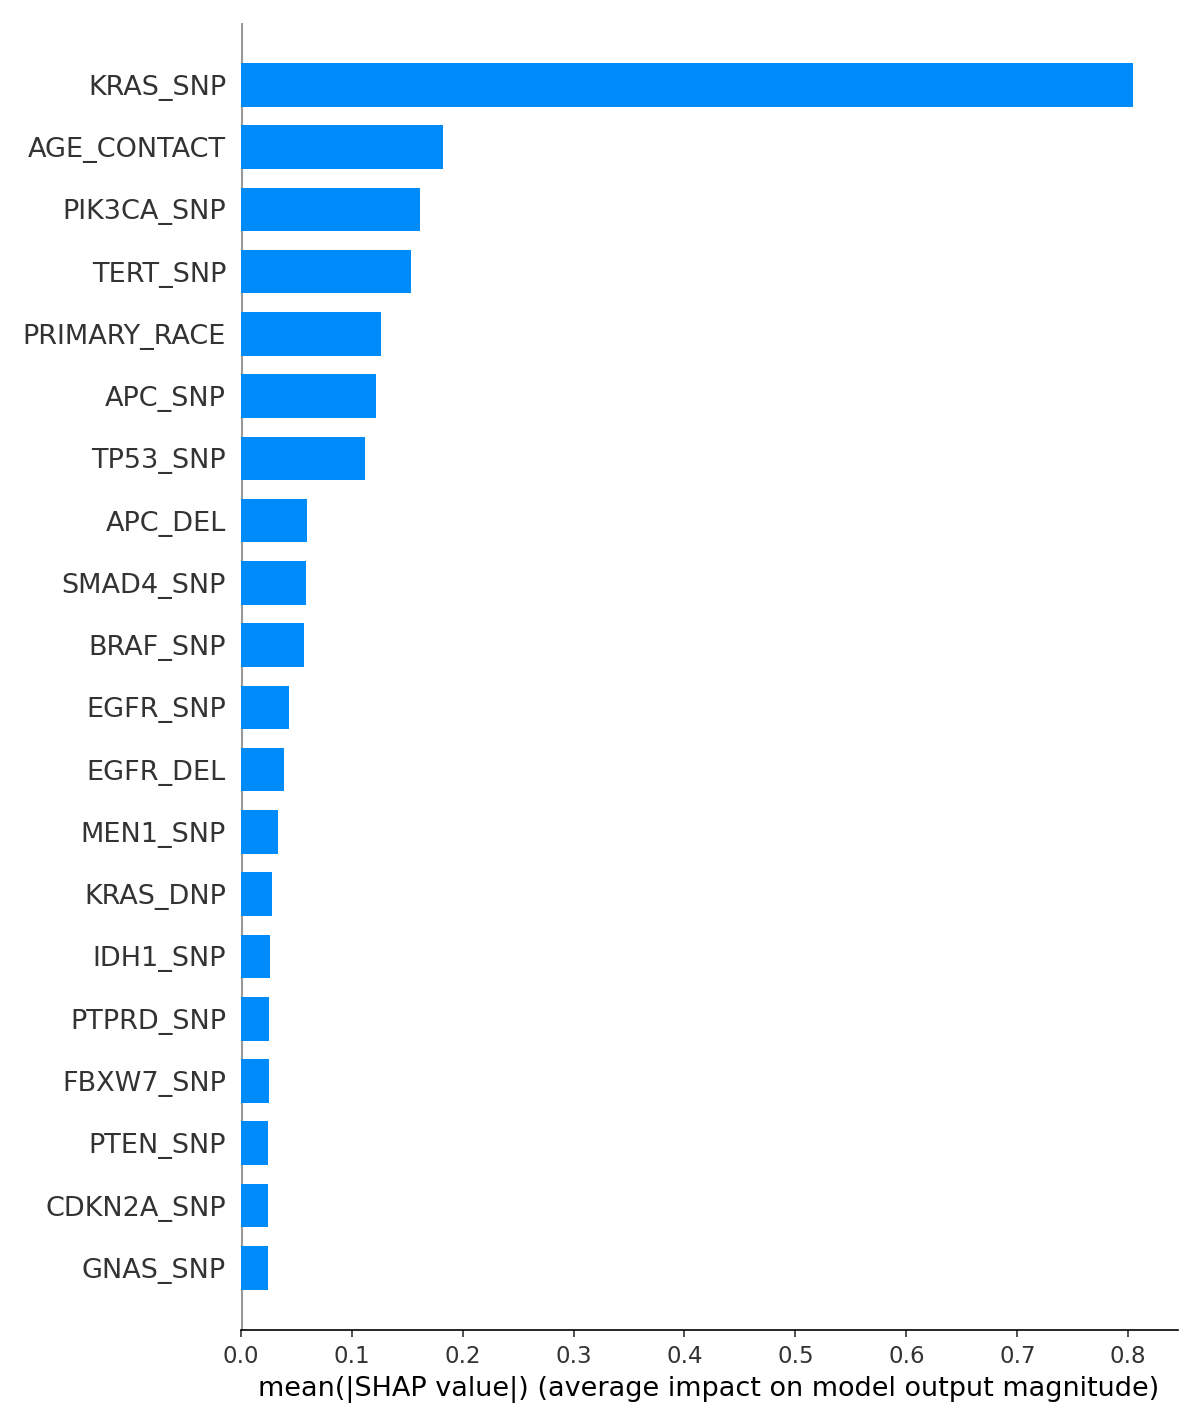 KRAS_SNP
AGE_CONTACT
PIK3CA_SNP
TERT_SNP
PRIMARY_RACE
APC_SNP
TP53_SNP
APC_DEL
SMAD4_SNP
BRAF_SNP
EGFR_SNP
EGFR_DEL
MEN1_SNP
KRAS_DNP
IDH1_SNP
PTPRD_SNP
FBXW7_SNP
PTEN_SNP
CDKN2A_SNP
GNAS_SNP
0.0 0.1 0.2 0.3 0.4 0.5 0.6 0.7 0.8
mean(|SHAP value|) (average impact on model output magnitude)